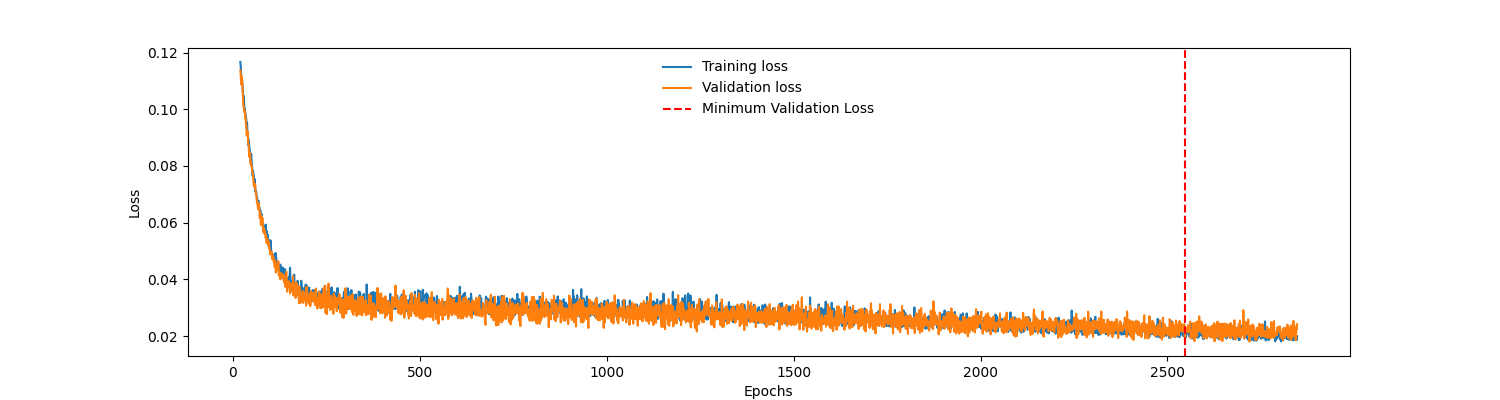 0.12
0.10
0.08
0.06
0.04
0.02
Loss
Training loss
Validation loss
Minimum Validation Loss
0 500 1000 1500 2000 2500
Epochs